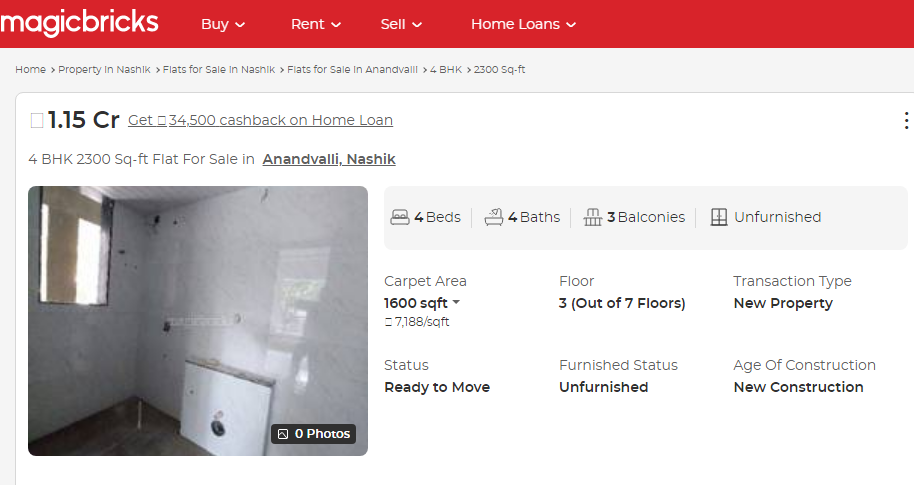 magicbricks Buy Rent Sell Home Loans
Home > Property in Nashik > Flats for Sale in Nashik > Flats for Sale in Anandvalli > 4 BHK > 2300 Sq-ft
1.15 Cr Get 34,500 cashback on Home Loan
4 BHK 2300 Sq-ft Flat For Sale in Anandvalli, Nashik
4 Beds 4 Baths 3 Balconies Unfurnished
Carpet Area Floor Transaction Type
1600 sqft 3 (Out of 7 Floors) New Property
7,188/sqft
Status Furnished Status Age Of Construction
Ready to Move Unfurnished New Construction
0 Photos